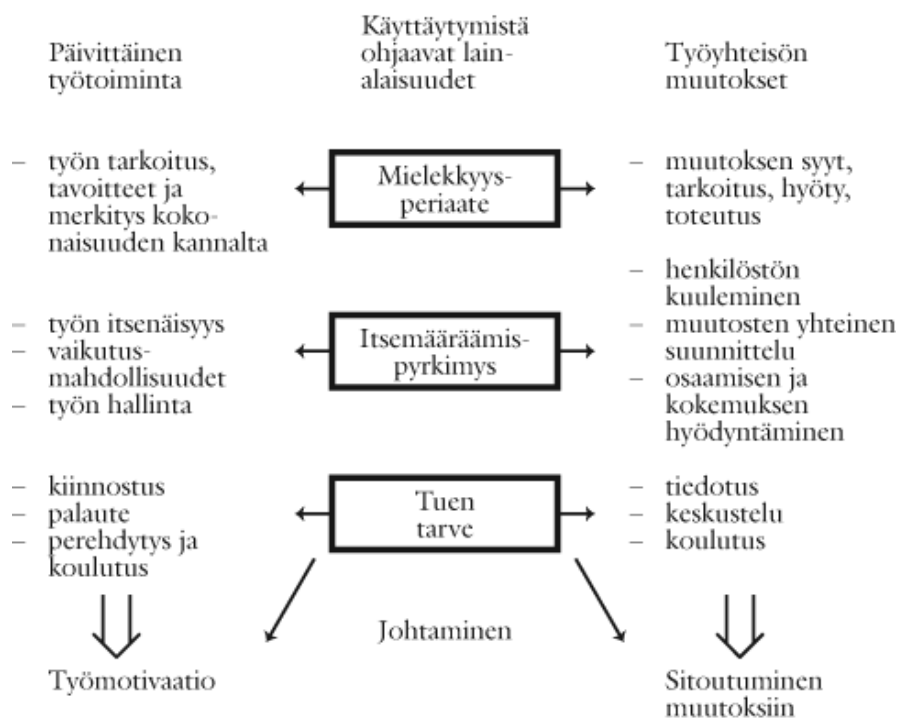 Päivittäinen
työtoiminta
Käyttäytymistä
ohjaavat lain-
alaisuudet
Työyhteisön
muutokset
– työn tarkoitus,
tavoitteet ja
merkitys koko-
naisuuden kannalta
Mielekkyys-
periaate
– muutoksen syyt,
tarkoitus, hyöty,
toteutus
– työn itsenäisyys
– vaikutus-
mahdollisuudet
– työn hallinta
Itsemääräämis-
pyrkimys
– henkilöstön
kuuleminen
– muutosten yhteinen
suunnittelu
– osaamisen ja
kokemuksen
hyödyntäminen
– kiinnostus
– palaute
– perehdytys ja
koulutus
Tuen
tarve
– tiedotus
– keskustelu
– koulutus
Johtaminen
Työmotivaatio
Sitoutuminen
muutoksiin